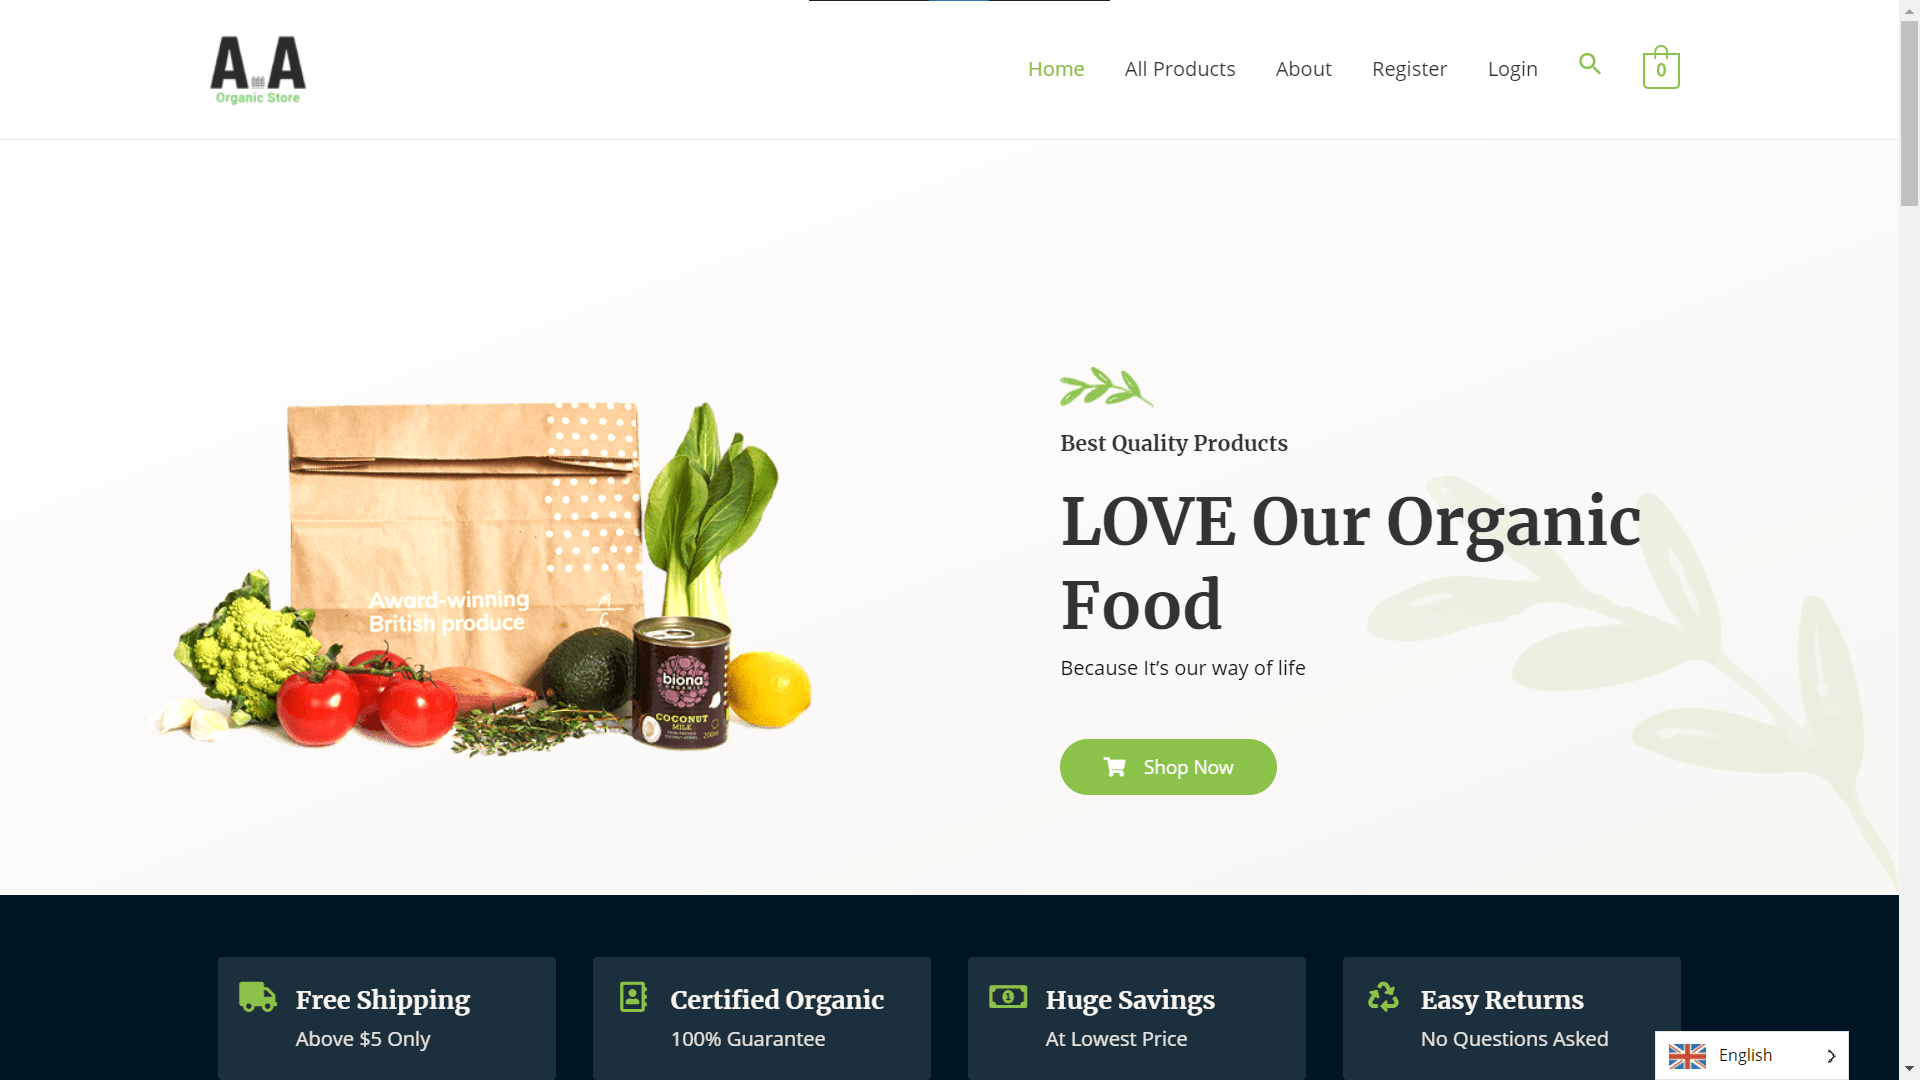 A A
Organic Store
Home
All Products
About
Register
Login
0
Best Quality Products
LOVE Our Organic
Food
Because It’s our way of life
Shop Now
Award-winning
British produce
M
C
biona
ORGANIC
COCONUT
MILK
200ml
Free Shipping
Above $5 Only
Certified Organic
100% Guarantee
Huge Savings
At Lowest Price
Easy Returns
No Questions Asked
English